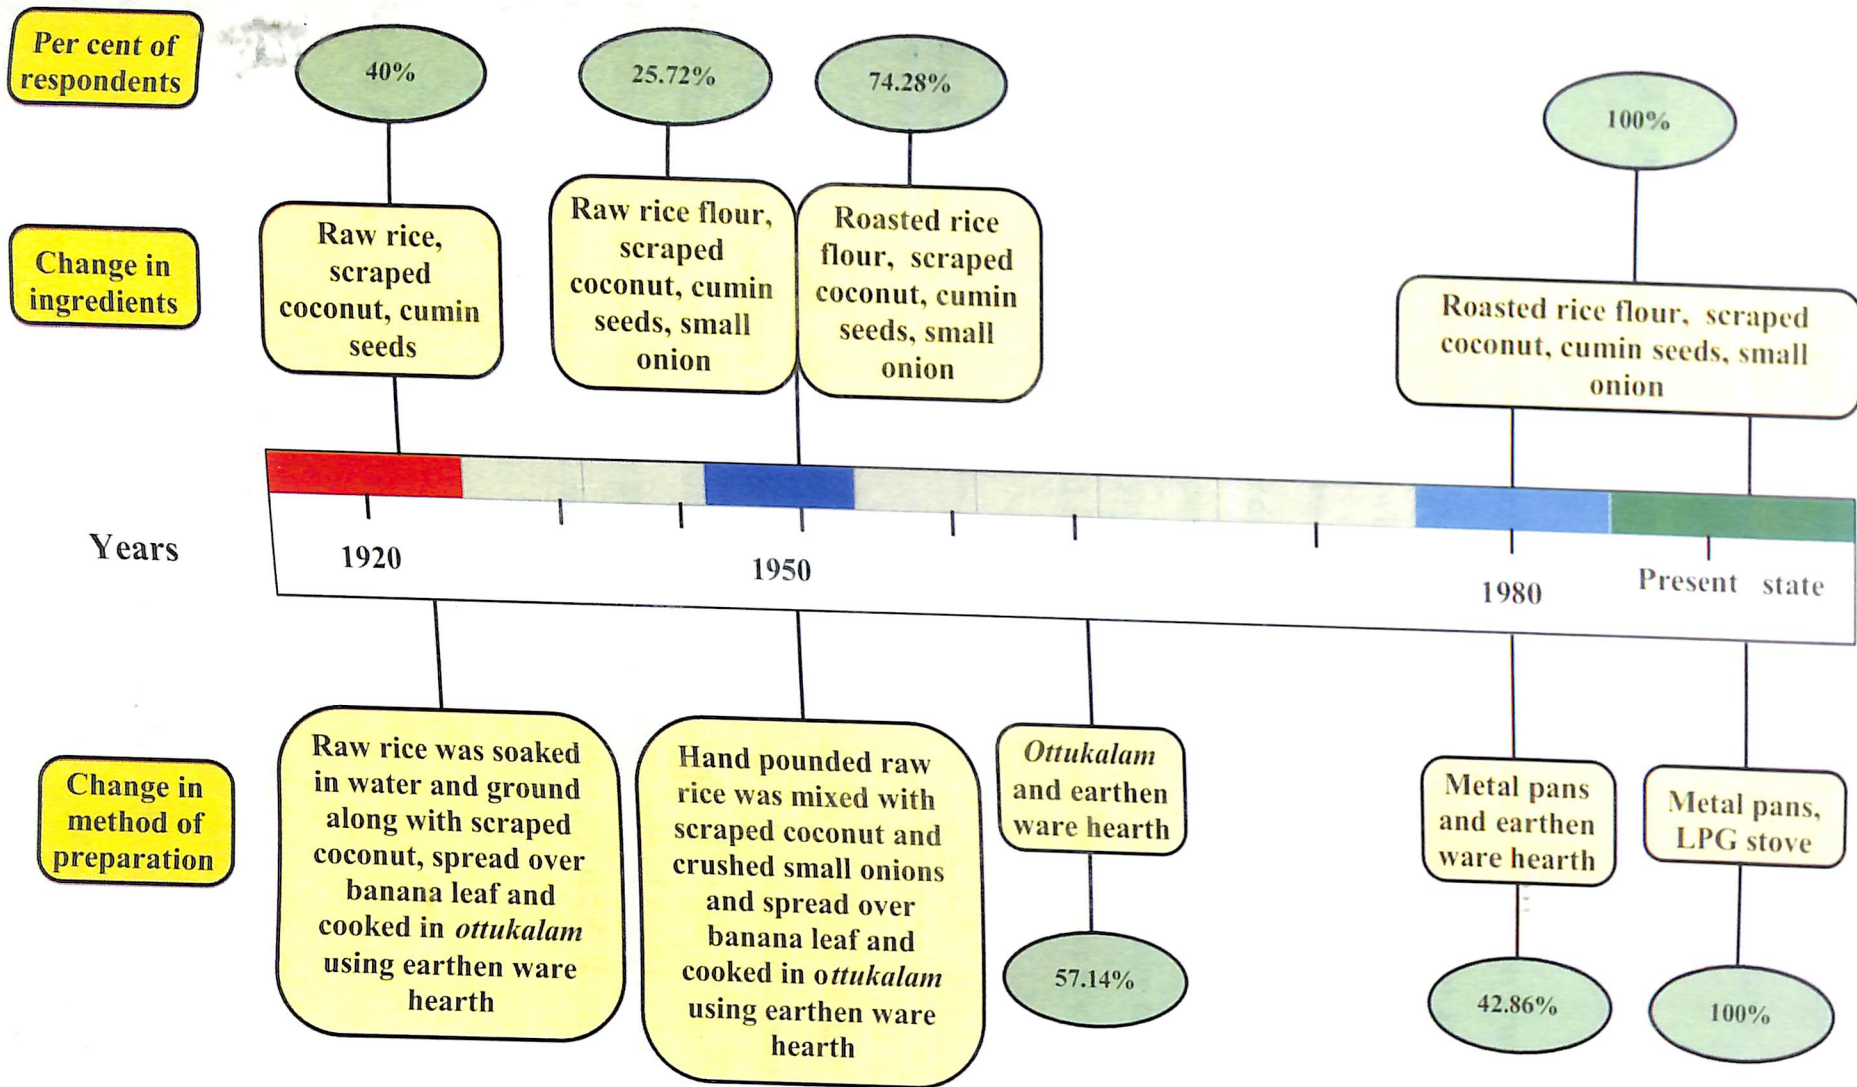 Per cent of
respondents
40%
25.72%
74.28%
100%
Change in
ingredients
Raw rice,
scraped
coconut, cumin
seeds
Raw rice flour,
scraped
coconut, cumin
seeds, small
onion
Roasted rice
flour, scraped
coconut, cumin
seeds, small
onion
Roasted rice flour, scraped
coconut, cumin seeds, small
onion
Years
1920
1950
1980
Present state
Change in
method of
preparation
Raw rice was soaked
in water and ground
along with scraped
coconut, spread over
banana leaf and
cooked in ottukalam
using earthen ware
hearth
Hand pounded raw
rice was mixed with
scraped coconut and
crushed small onions
and spread over
banana leaf and
cooked in ottukalam
using earthen ware
hearth
Ottukalam
and earthen
ware hearth
57.14%
Metal pans
and earthen
ware hearth
42.86%
Metal pans,
LPG stove
100%